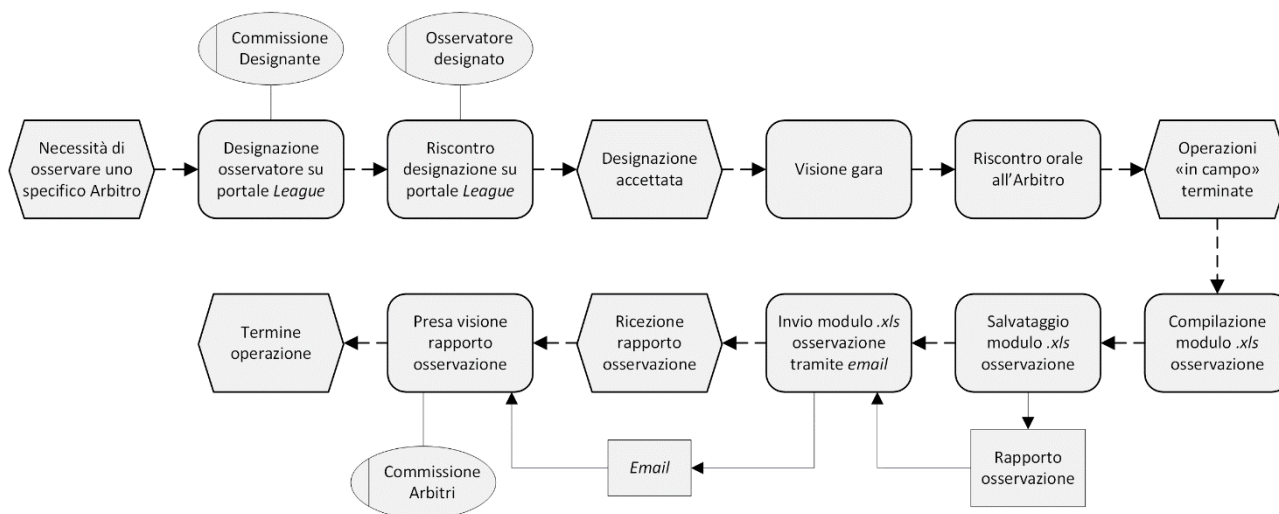 Commissione
Designante
Osservatore
designato
Necessità di
osservare uno
specifico Arbitro
Designazione
osservatore su
portale League
Riscontro
designazione su
portale League
Designazione
accettata
Visione gara
Riscontro orale
all’Arbitro
Operazioni
«in campo»
terminate
Termine
operazione
Presa visione
rapporto
osservazione
Ricezione
rapporto
osservazione
Invio modulo .xls
osservazione
tramite email
Salvataggio
modulo .xls
osservazione
Compilazione
modulo .xls
osservazione
Commissione
Arbitri
Email
Rapporto
osservazione